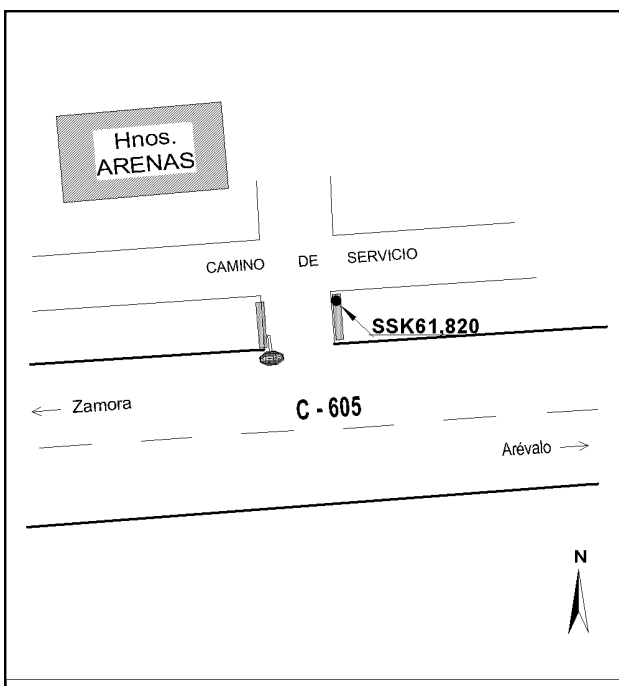 Hnos.
ARENAS
CAMINO DE SERVICIO
SSK61,820
Zamora
C - 605
Arévalo
N